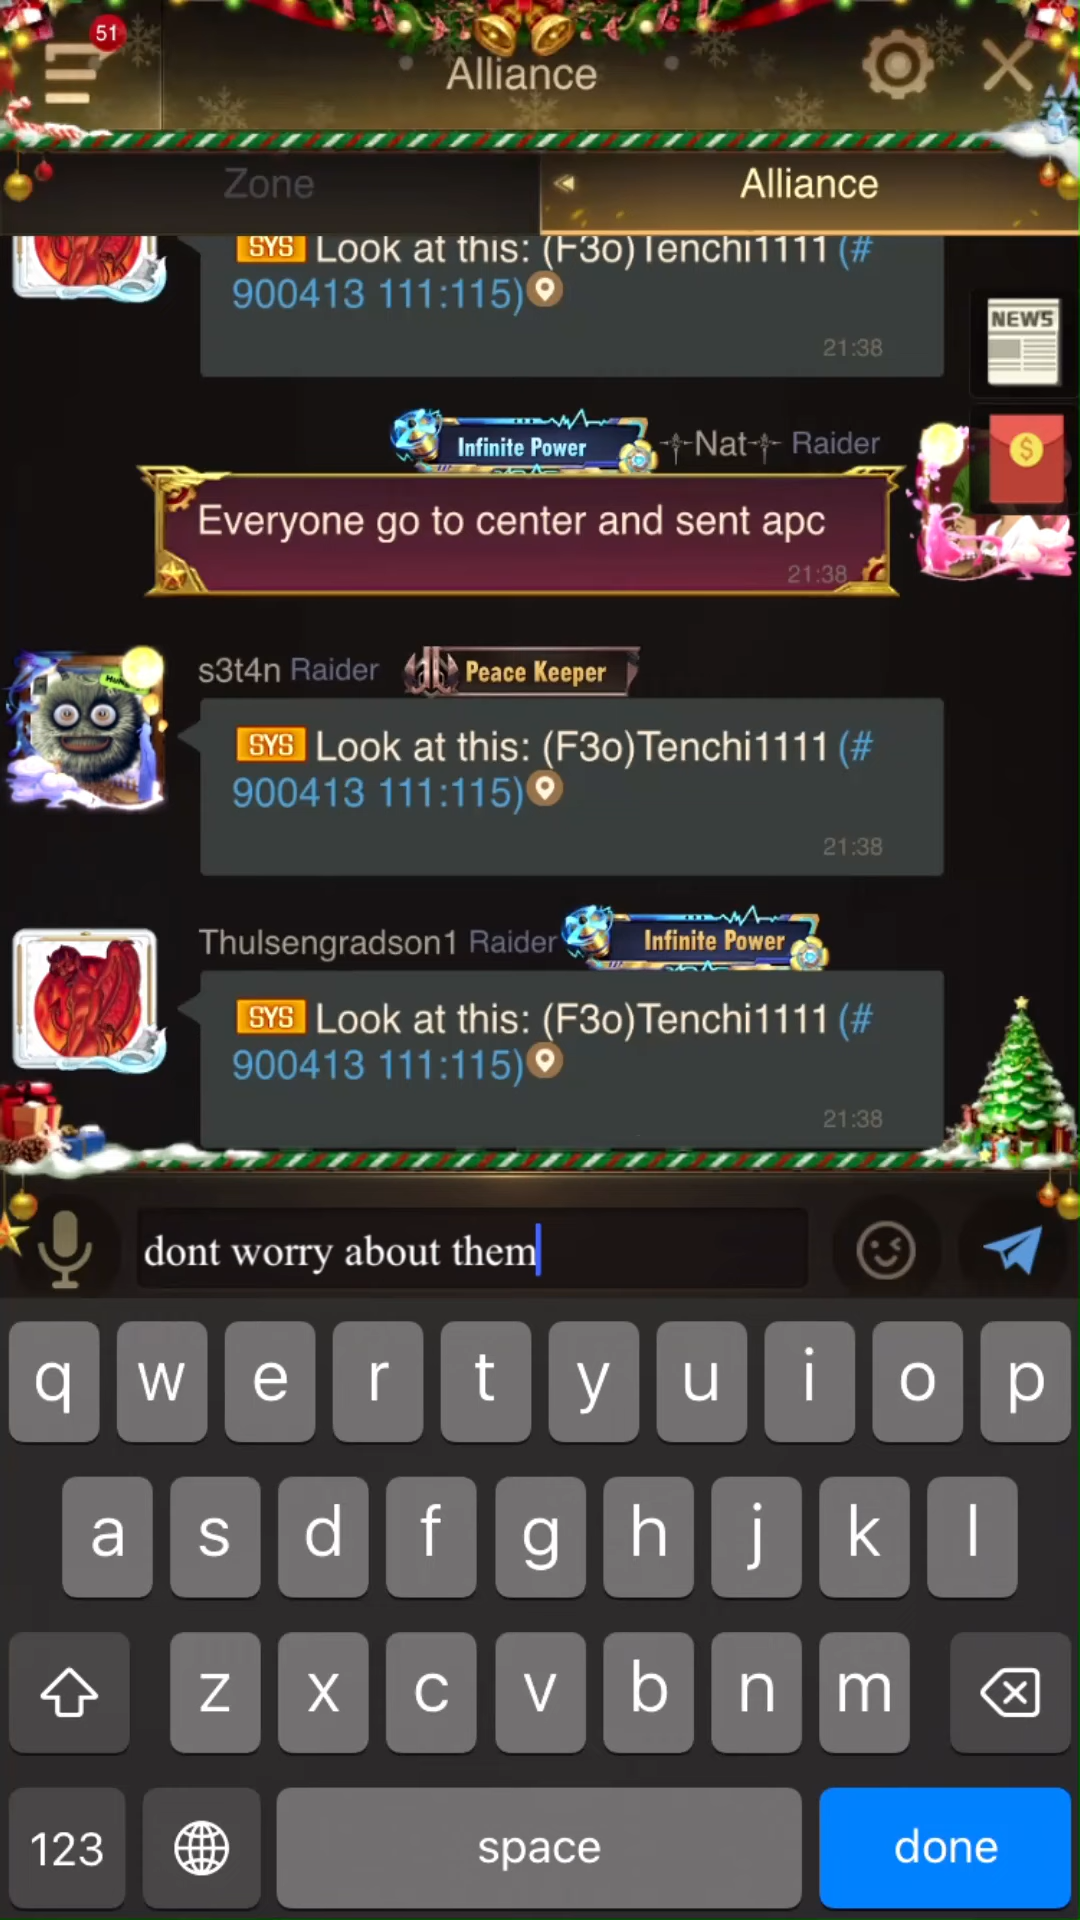 51
Alliance
Zone
Alliance
SYS Look at this: (F3o)Tenchi1111 (#
900413 111:115)
21:38
NEWS
$
Infinite Power
Nat Raider
Everyone go to center and sent apc
21:38
s3t4n Raider Peace Keeper
SYS Look at this: (F3o)Tenchi1111 (#
900413 111:115)
21:38
Thulsengradson1 Raider Infinite Power
SYS Look at this: (F3o)Tenchi1111 (#
900413 111:115)
21:38
dont worry about them
q w e r t y u i o p
a s d f g h j k l
z x c v b n m
123 space done